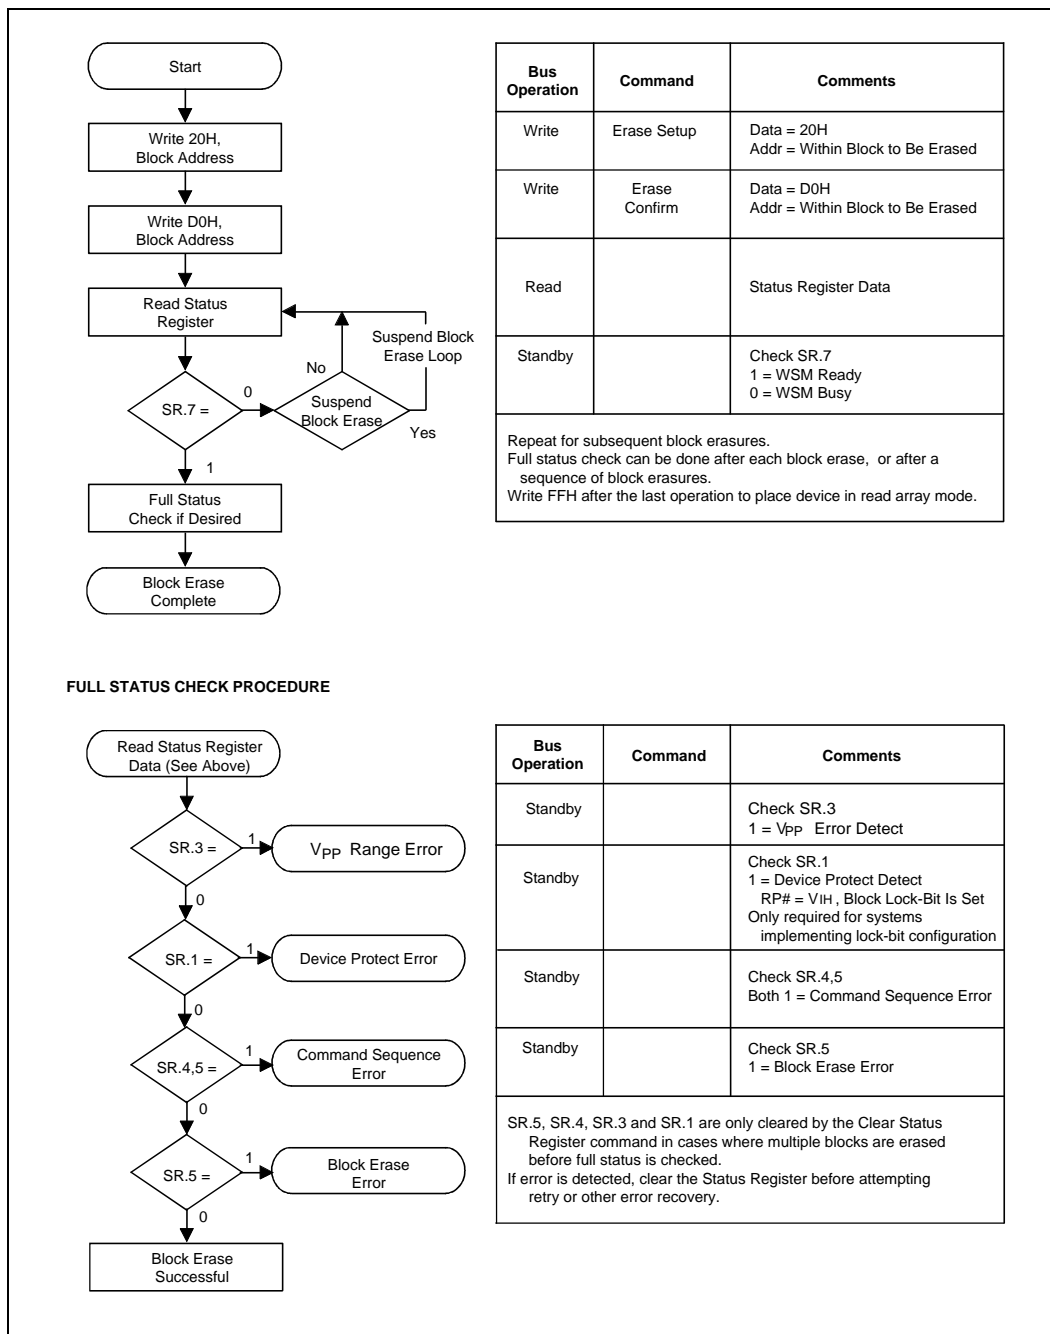 Start
Write 20H,
Block Address
Write D0H,
Block Address
Read Status
Register
Suspend Block
Erase Loop
No
0
SR.7 =
Suspend
Block Erase
Yes
1
Full Status
Check if Desired
Block Erase
Complete
Bus
Operation
Command
Comments
Write
Erase Setup
Data = 20H
Addr = Within Block to Be Erased
Write
Erase
Confirm
Data = D0H
Addr = Within Block to Be Erased
Read
Status Register Data
Standby
Check SR.7
1 = WSM Ready
0 = WSM Busy
Repeat for subsequent block erasures.
Full status check can be done after each block erase, or after a
sequence of block erasures.
Write FFH after the last operation to place device in read array mode.
FULL STATUS CHECK PROCEDURE
Read Status Register
Data (See Above)
SR.3 =
1
VPP Range Error
0
SR.1 =
1
Device Protect Error
0
SR.4,5 =
1
Command Sequence
Error
0
SR.5 =
1
Block Erase
Error
0
Block Erase
Successful
Bus
Operation
Command
Comments
Standby
Check SR.3
1 = VPP Error Detect
Standby
Check SR.1
1 = Device Protect Detect
RP# = VIH , Block Lock-Bit Is Set
Only required for systems
implementing lock-bit configuration
Standby
Check SR.4,5
Both 1 = Command Sequence Error
Standby
Check SR.5
1 = Block Erase Error
SR.5, SR.4, SR.3 and SR.1 are only cleared by the Clear Status
Register command in cases where multiple blocks are erased
before full status is checked.
If error is detected, clear the Status Register before attempting
retry or other error recovery.